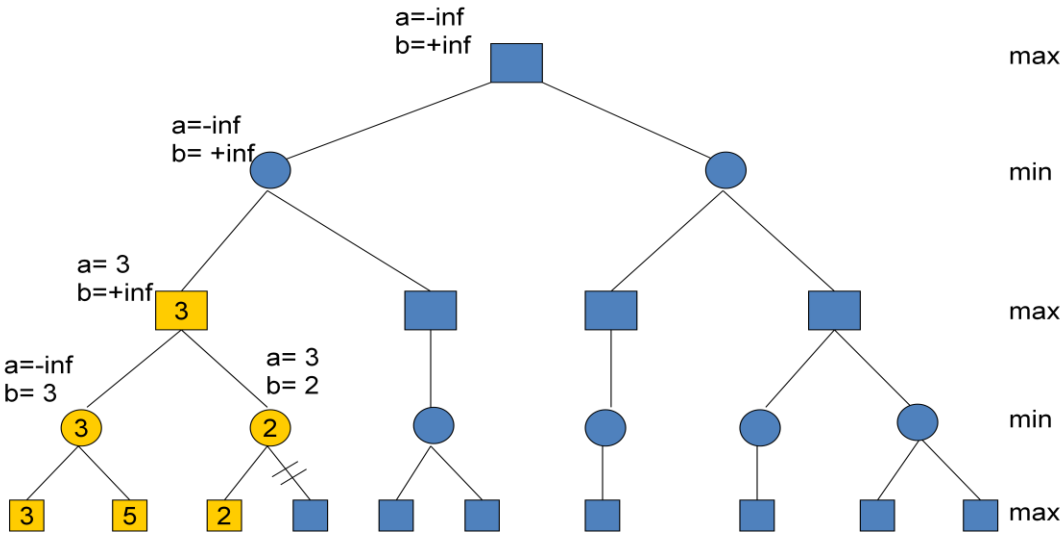 a=-inf
b=+inf
max
a=-inf
b= +inf
min
a= 3
b=+inf
3
max
a=-inf
b= 3
a= 3
b= 2
3
2
min
3
5
2
max